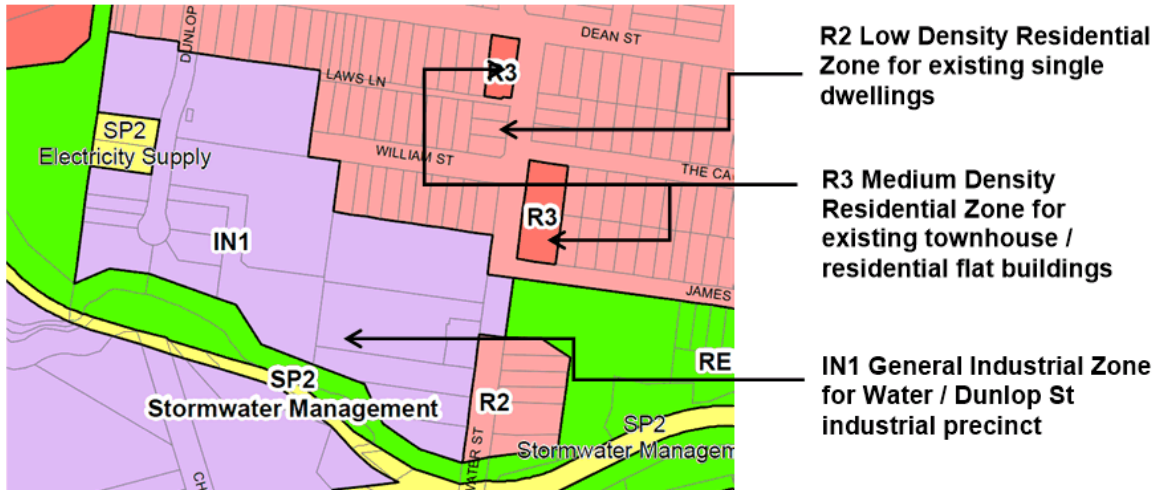 DEAN ST
DUNLOP
R3
LAWS LN
SP2
Electricity Supply
WILLIAM ST
THE CA
R3
IN1
JAMES
RE
SP2
Stormwater Management
R2
SP2
Stormwater Managem
WATER ST
CH
R2 Low Density Residential
Zone for existing single
dwellings
R3 Medium Density
Residential Zone for
existing townhouse /
residential flat buildings
IN1 General Industrial Zone
for Water / Dunlop St
industrial precinct